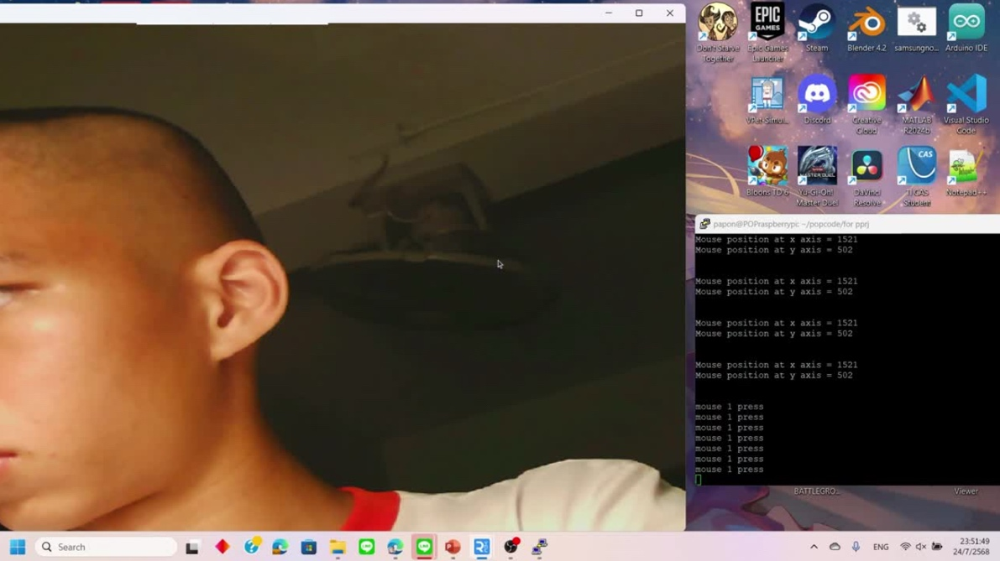 EPIC
GAMES
Don't Starve
Together
Epic Games
Launcher
Steam
Blender 4.2
samsungno...
Arduino IDE
VPet-Simul...
Discord
Creative
Cloud
MATLAB
R2024b
Visual Studio
Code
CAS
Bloons TD 6
Yu-Gi-Oh!
Master Duel
DaVinci
Resolve
TI CAS
Student
Notepad++
papon@POPraspberrypi: ~/popcode/for pprj
Mouse position at x axis = 1521
Mouse position at y axis = 502
Mouse position at x axis = 1521
Mouse position at y axis = 502
Mouse position at x axis = 1521
Mouse position at y axis = 502
Mouse position at x axis = 1521
Mouse position at y axis = 502
mouse 1 press
mouse 1 press
mouse 1 press
mouse 1 press
mouse 1 press
mouse 1 press
mouse 1 press
BATTLEGRO...
Viewer
Search
ENG
23:51:49
24/7/2568